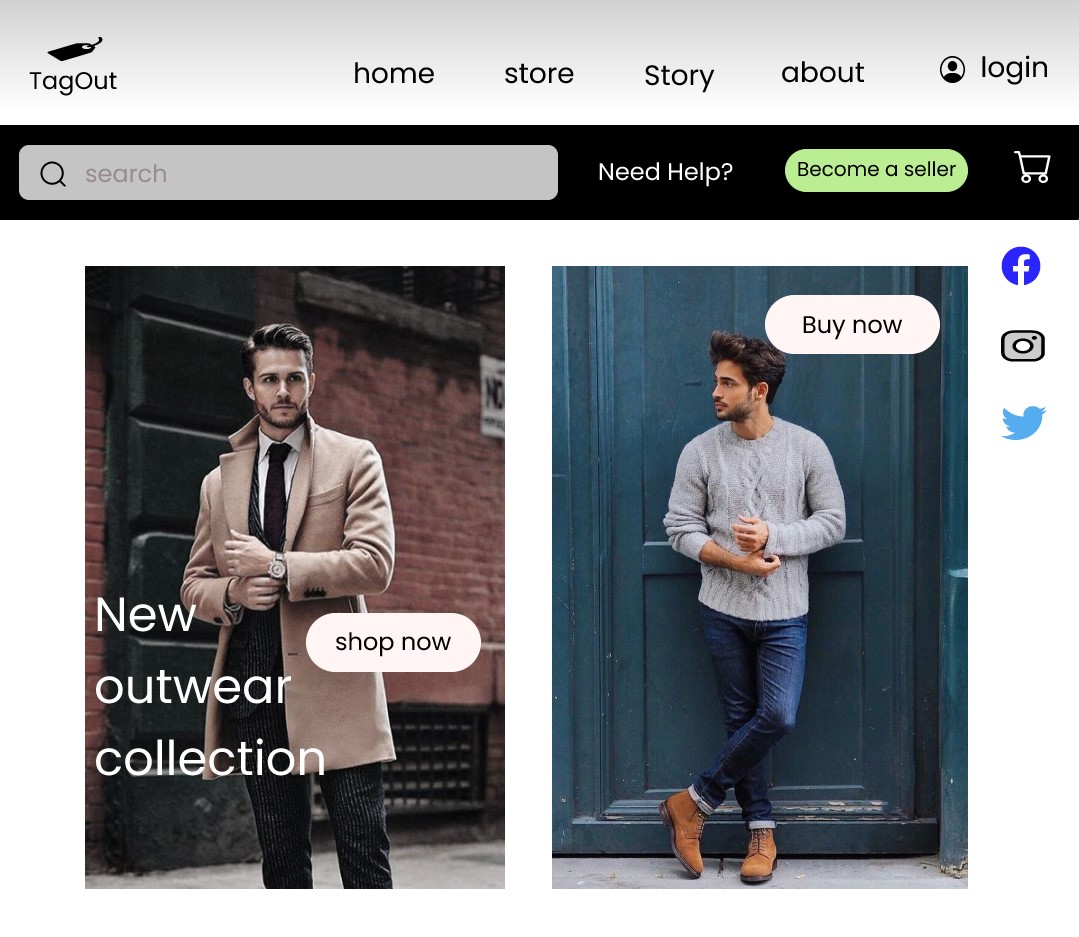 TagOut
home
store
Story
about
login
search
Need Help?
Become a seller
Buy now
New
outwear
collection
shop now